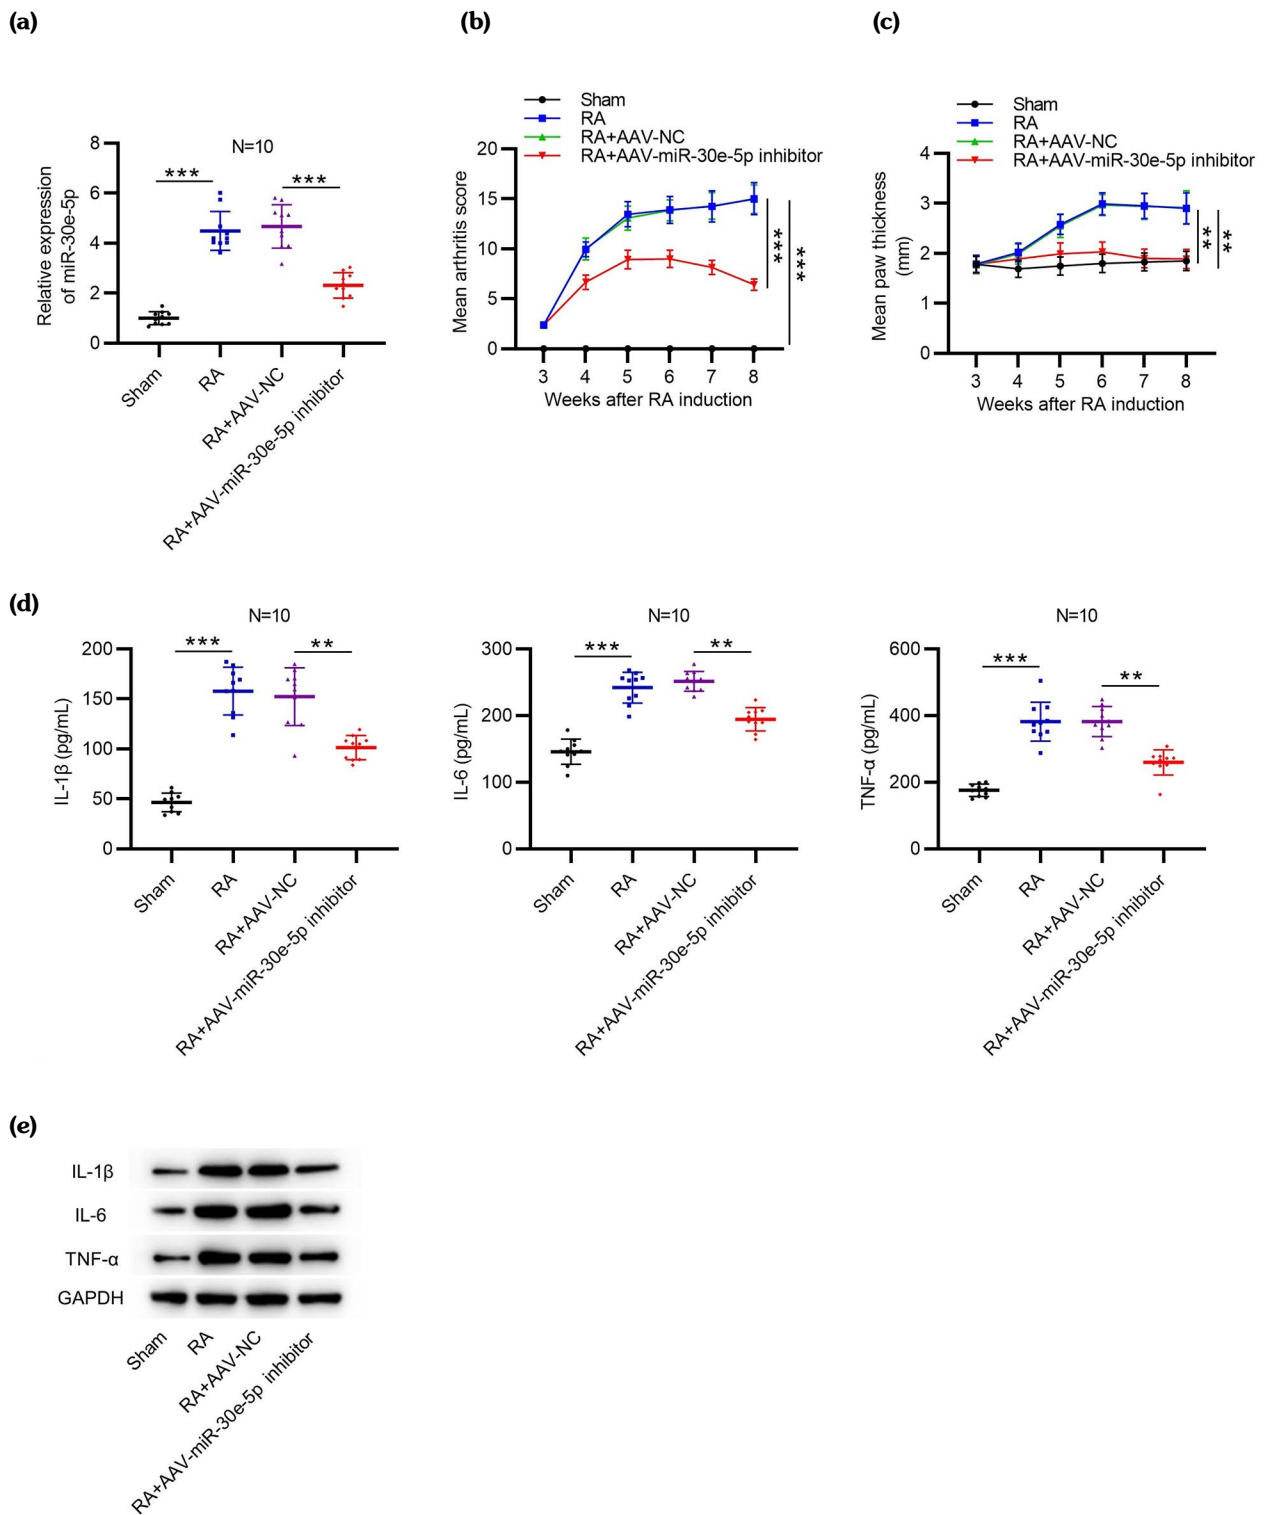 (a)
(b)
(c)
N=10
***
***
8
6
4
2
0
Relative expression
of miR-30e-5p
Sham
RA
RA+AAV-NC
RA+AAV-miR-30e-5p inhibitor
Sham
RA
RA+AAV-NC
RA+AAV-miR-30e-5p inhibitor
20
15
10
5
0
Mean arthritis score
***
***
3 4 5 6 7 8
Weeks after RA induction
Sham
RA
RA+AAV-NC
RA+AAV-miR-30e-5p inhibitor
4
3
2
1
0
Mean paw thickness
(mm)
**
**
3 4 5 6 7 8
Weeks after RA induction
(d)
N=10
***
**
200
150
100
50
0
IL-1β (pg/mL)
Sham
RA
RA+AAV-NC
RA+AAV-miR-30e-5p inhibitor
N=10
***
**
300
200
100
0
IL-6 (pg/mL)
Sham
RA
RA+AAV-NC
RA+AAV-miR-30e-5p inhibitor
N=10
***
**
600
400
200
0
TNF-α (pg/mL)
Sham
RA
RA+AAV-NC
RA+AAV-miR-30e-5p inhibitor
(e)
IL-1β
IL-6
TNF-α
GAPDH
Sham
RA
RA+AAV-NC
RA+AAV-miR-30e-5p inhibitor